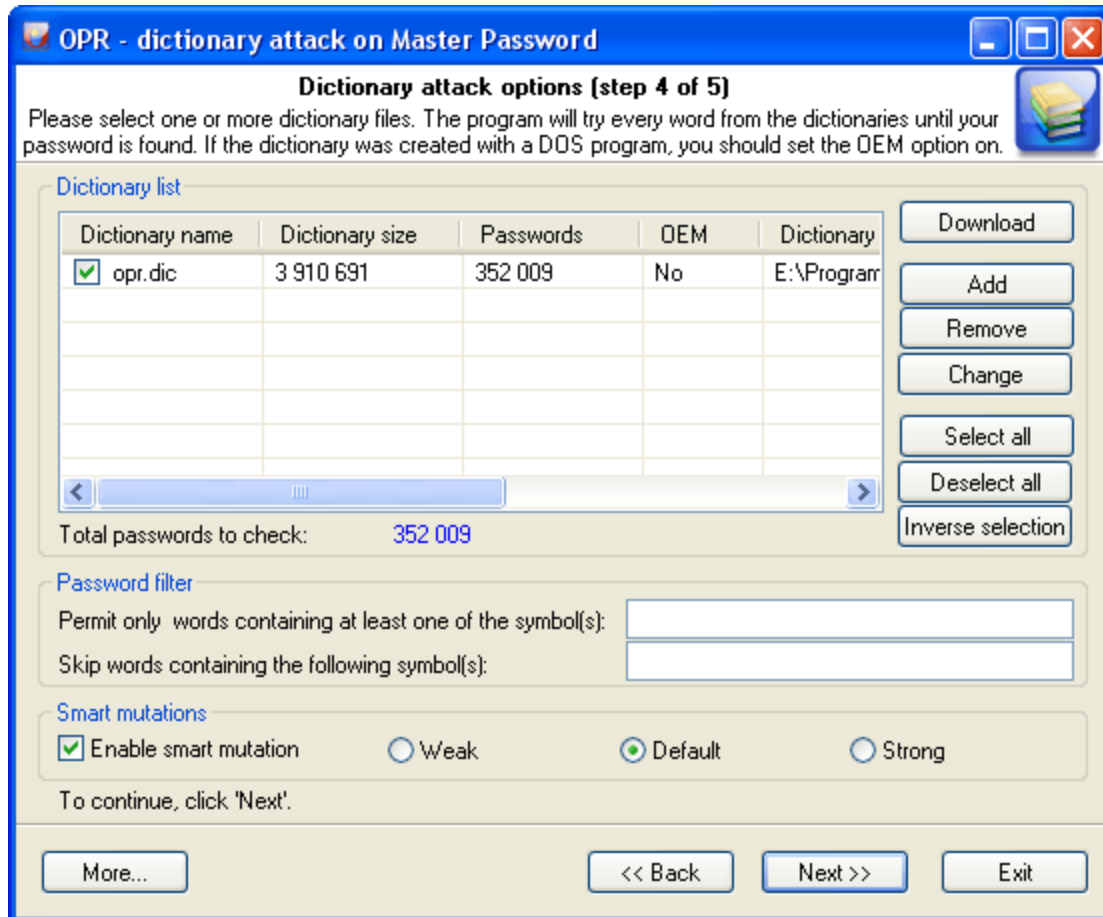 OPR - dictionary attack on Master Password
Dictionary attack options (step 4 of 5)
Please select one or more dictionary files. The program will try every word from the dictionaries until your
password is found. If the dictionary was created with a DOS program, you should set the OEM option on.
Dictionary list
Dictionary name Dictionary size Passwords OEM Dictionary
opr.dic 3 910 691 352 009 No E:\Program
Download
Add
Remove
Change
Select all
Deselect all
Inverse selection
Total passwords to check: 352 009
Password filter
Permit only words containing at least one of the symbol(s):
Skip words containing the following symbol(s):
Smart mutations
Enable smart mutation Weak Default Strong
To continue, click 'Next'.
More... << Back Next >> Exit